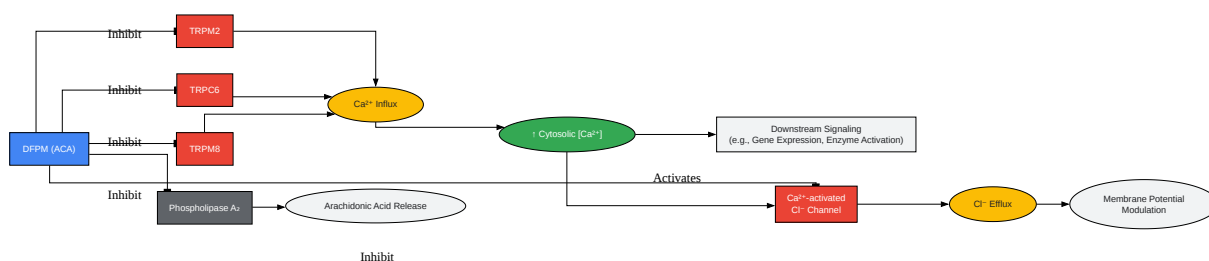 Inhibit
TRPM2
Inhibit
TRPC6
Ca²⁺ Influx
Inhibit
DFPM (ACA)
TRPM8
↑ Cytosolic [Ca²⁺]
Downstream Signaling
(e.g., Gene Expression, Enzyme Activation)
Inhibit
Phospholipase A₂
Arachidonic Acid Release
Activates
Ca²⁺-activated
Cl⁻ Channel
Cl⁻ Efflux
Membrane Potential
Modulation
Inhibit